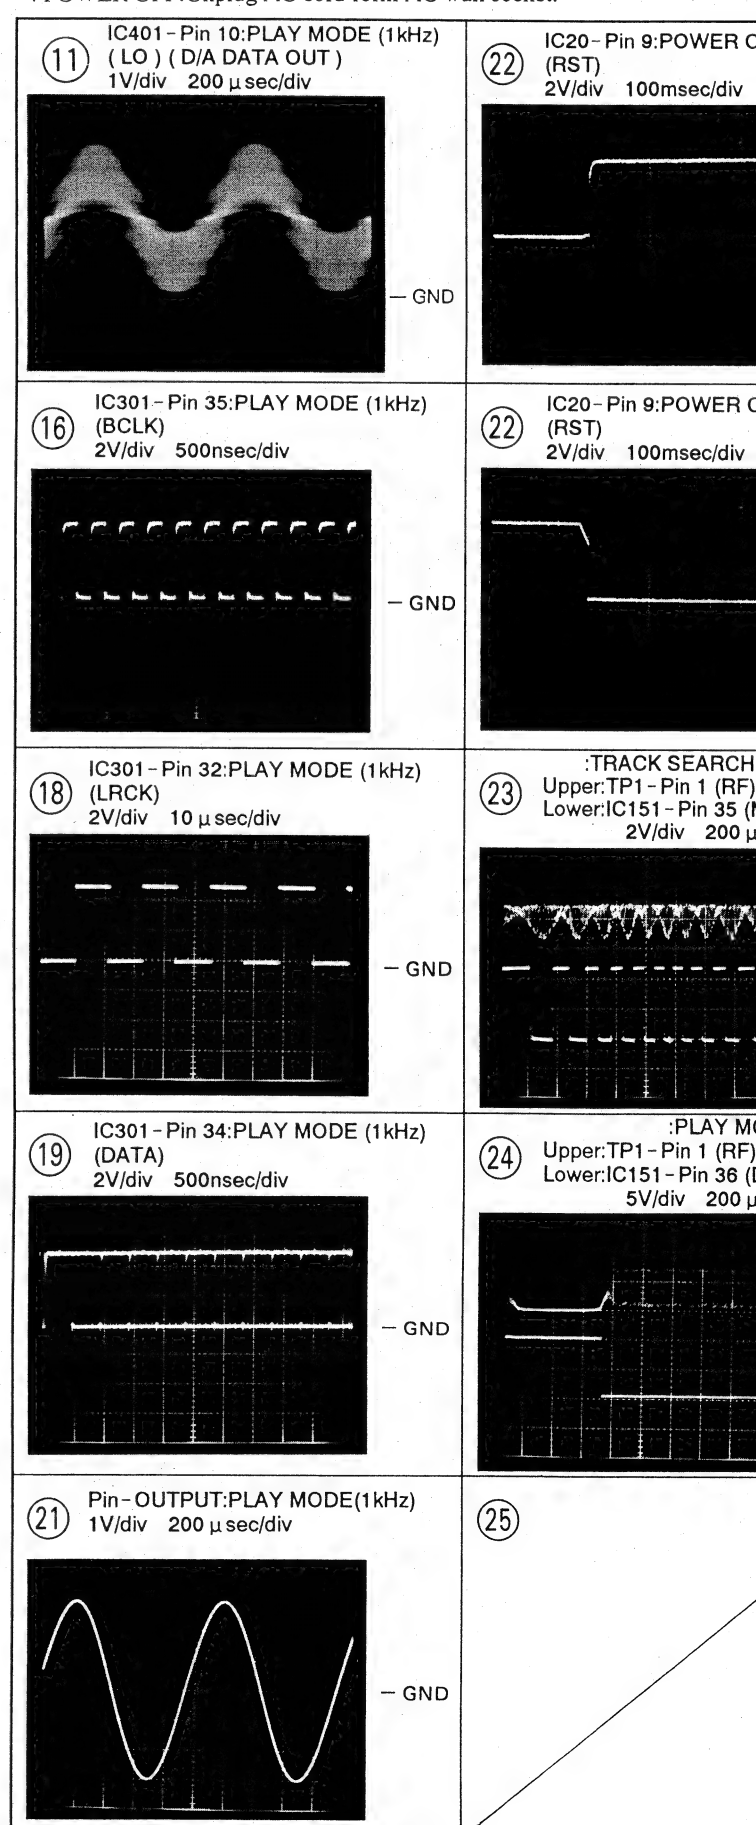 IC401-Pin 10:PLAY MODE (1kHz)
11 ( LO ) ( D/A DATA OUT )
1V/div 200 μ sec/div
— GND
IC301-Pin 35:PLAY MODE (1kHz)
16 (BCLK)
2V/div 500nsec/div
— GND
IC301-Pin 32:PLAY MODE (1kHz)
18 (LRCK)
2V/div 10 μ sec/div
— GND
IC301-Pin 34:PLAY MODE (1kHz)
19 (DATA)
2V/div 500nsec/div
— GND
Pin-OUTPUT:PLAY MODE(1kHz)
21 1V/div 200 μ sec/div
— GND
IC20-Pin 9:POWER
22 (RST)
2V/div 100msec/div
IC20-Pin 9:POWER
22 (RST)
2V/div 100msec/div
:TRACK SEARCH
23 Upper:TP1-Pin 1 (RF)
Lower:IC151-Pin 35
2V/div 200 μ
:PLAY
24 Upper:TP1-Pin 1 (RF)
Lower:IC151-Pin 36
5V/div 200 μ
25